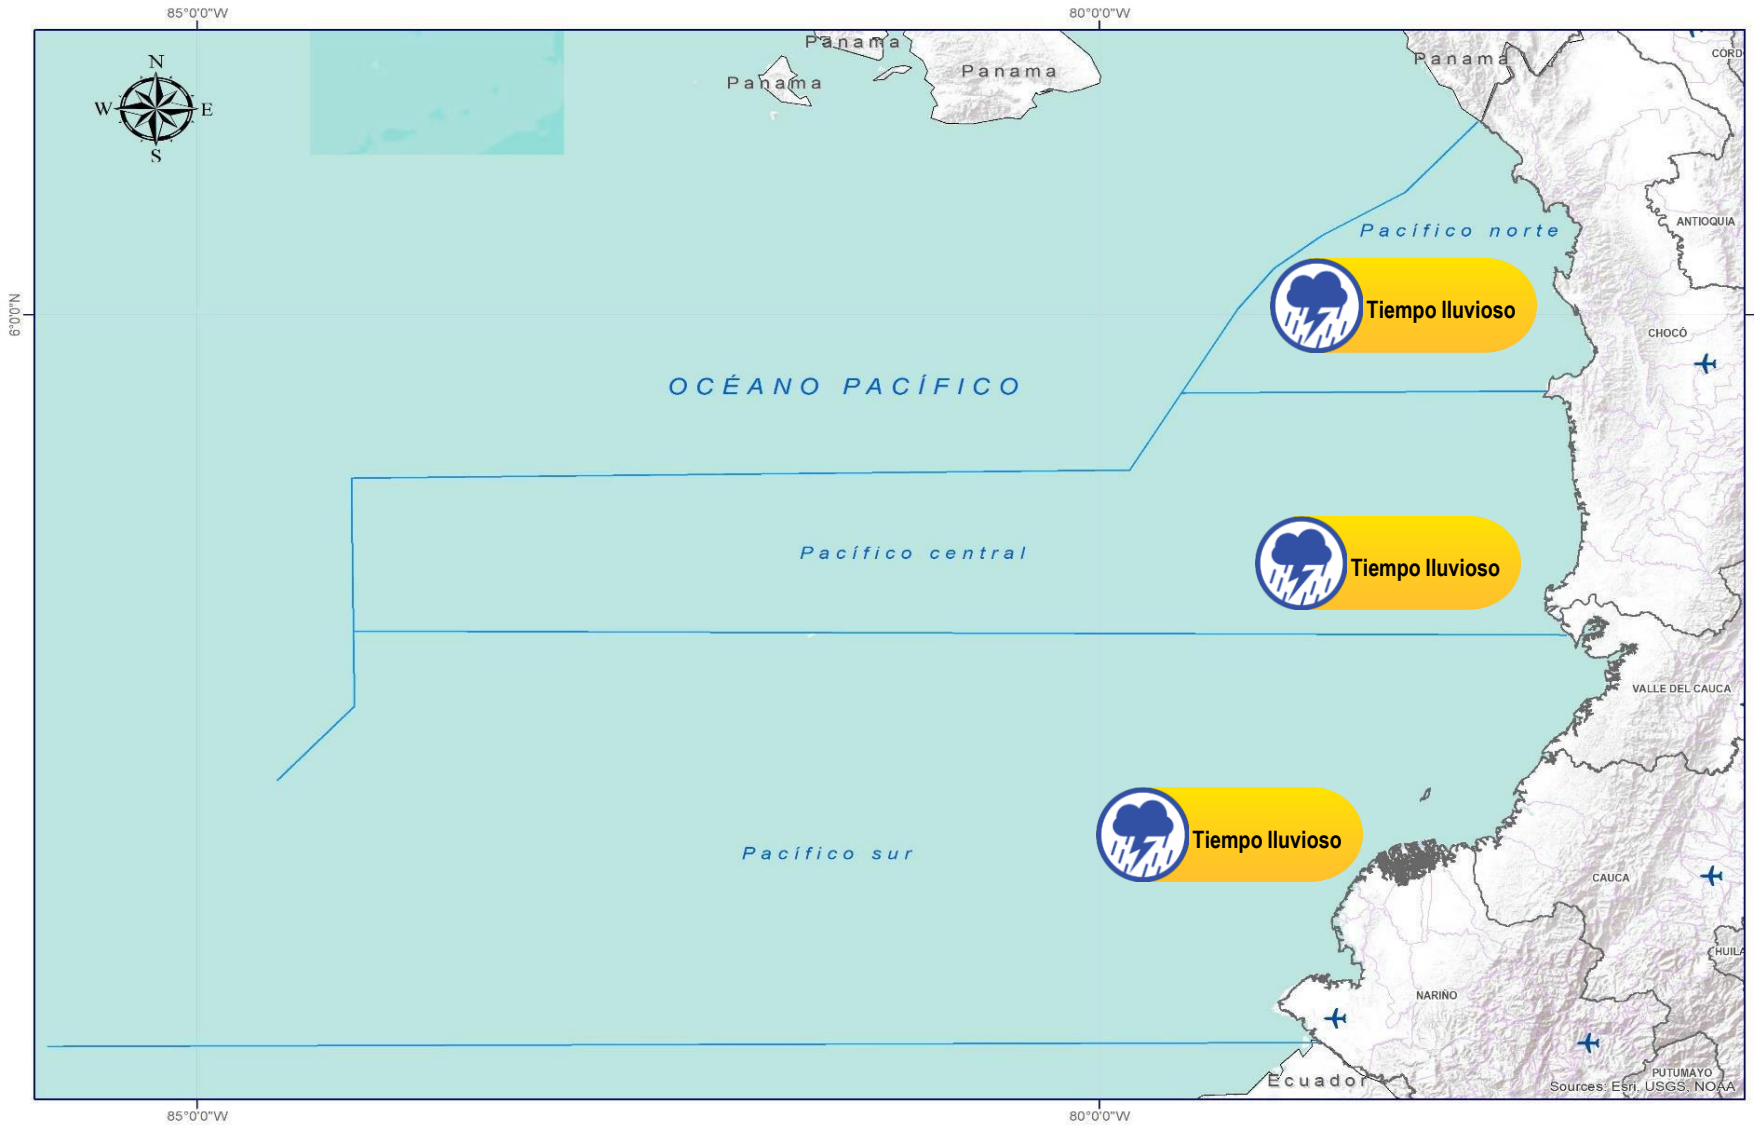 85°0'0"W
80°0'0"W
N
W
E
S
Panama
Panama
Panama
Panama
CÓRD
ANTIOQUIA
Pacífico norte
6°0'0"N
Tiempo lluvioso
CHOCÓ
OCÉANO PACÍFICO
Pacífico central
Tiempo lluvioso
VALLE DEL CAUCA
Tiempo lluvioso
Pacífico sur
CAUCA
HUILA
NARIÑO
Ecuador
PUTUMAYO
Sources: Esri, USGS, NOAA
85°0'0"W
80°0'0"W